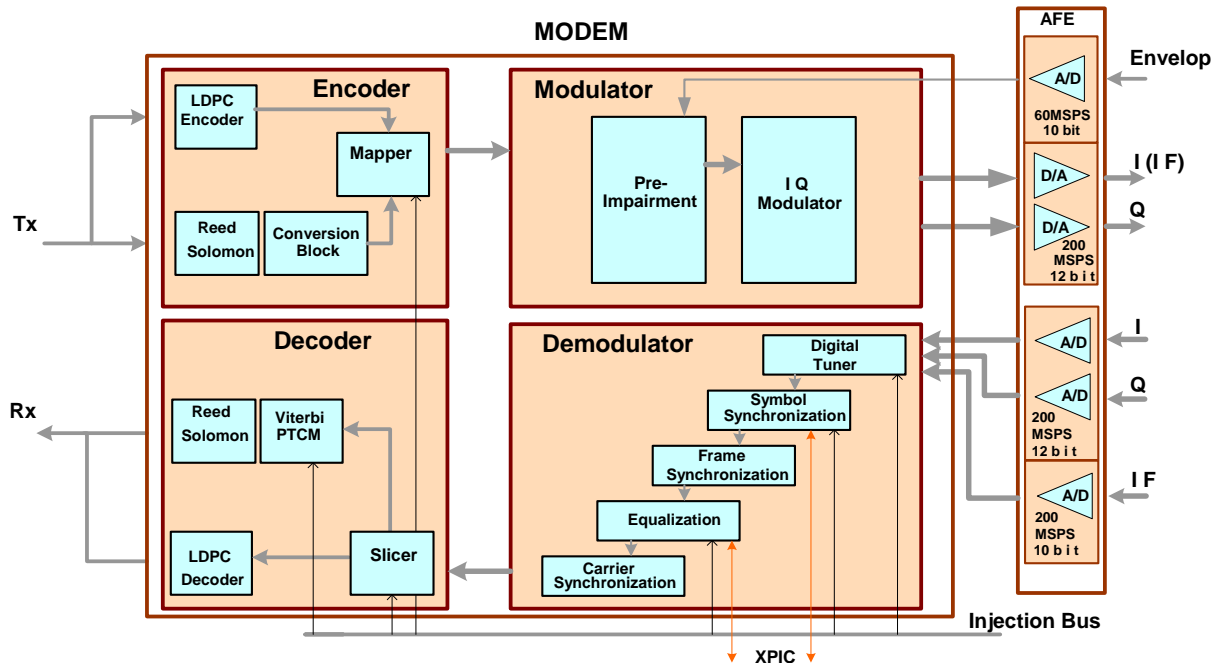 MODEM
AFE
Encoder
LDPC
Encoder
Mapper
Reed
Solomon
Conversion
Block
Tx
Modulator
Pre-
Impairment
I Q
Modulator
A/D
60MSPS
10 bit
Envelop
D/A
I (I F)
D/A
Q
200
MSPS
12 b i t
Decoder
Reed
Solomon
Viterbi
PTCM
LDPC
Decoder
Slicer
Rx
Demodulator
Digital
Tuner
Symbol
Synchronization
Frame
Synchronization
Equalization
Carrier
Synchronization
A/D
I
A/D
Q
200
MSPS
12 b i t
A/D
I F
200
MSPS
10 b i t
Injection Bus
XPIC